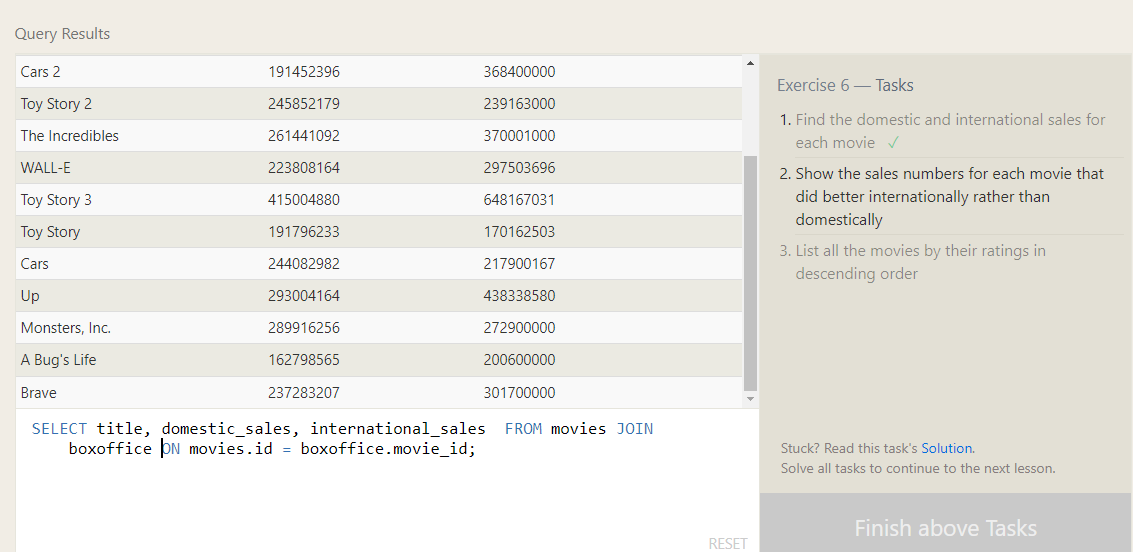 Query Results
Cars 2 191452396 368400000
Toy Story 2 245852179 239163000
The Incredibles 261441092 370001000
WALL-E 223808164 297503696
Toy Story 3 415004880 648167031
Toy Story 191796233 170162503
Cars 244082982 217900167
Up 293004164 438338580
Monsters, Inc. 289916256 272900000
A Bug's Life 162798565 200600000
Brave 237283207 301700000
SELECT title, domestic_sales, international_sales  FROM movies JOIN
boxoffice ON movies.id = boxoffice.movie_id;
RESET
Exercise 6 — Tasks
1. Find the domestic and international sales for
each movie ✓
2. Show the sales numbers for each movie that
did better internationally rather than
domestically
3. List all the movies by their ratings in
descending order
Stuck? Read this task's Solution.
Solve all tasks to continue to the next lesson.
Finish above Tasks